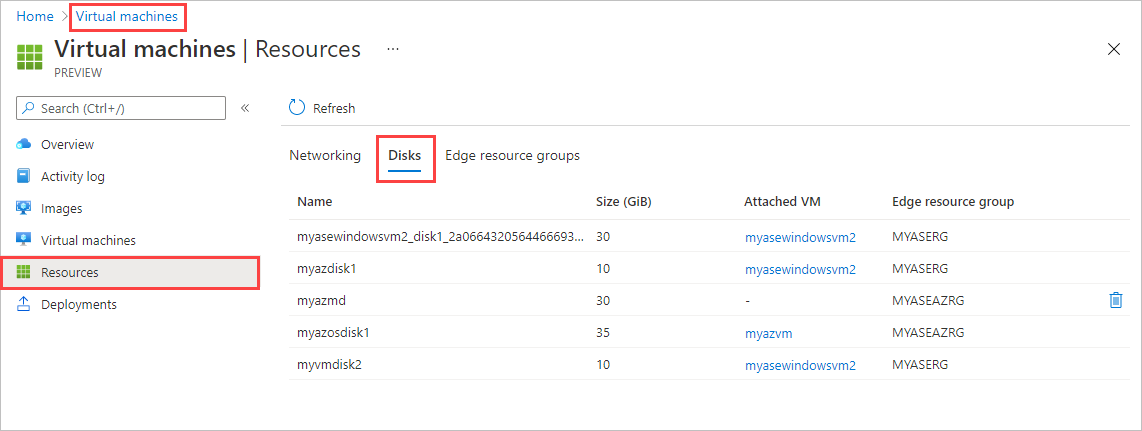 Home > Virtual machines
Virtual machines | Resources ...
PREVIEW
Search (Ctrl+/) «
Overview
Activity log
Images
Virtual machines
Resources
Deployments
Refresh
Networking Disks Edge resource groups
Name Size (GiB) Attached VM Edge resource group
myasewindowsvm2_disk1_2a0664320564466693... 30 myasewindowsvm2 MYASERG
myazdisk1 10 myasewindowsvm2 MYASERG
myazmd 30 - MYASEAZRG
myazosdisk1 35 myazvm MYASEAZRG
myvmdisk2 10 myasewindowsvm2 MYASERG